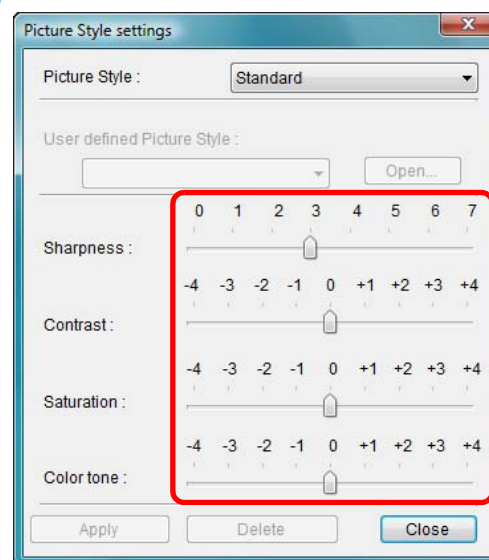 Picture Style settings
x
Picture Style : Standard
User defined Picture Style :
Open...
0 1 2 3 4 5 6 7
Sharpness :
-4 -3 -2 -1 0 +1 +2 +3 +4
Contrast :
-4 -3 -2 -1 0 +1 +2 +3 +4
Saturation :
-4 -3 -2 -1 0 +1 +2 +3 +4
Color tone :
Apply Delete Close